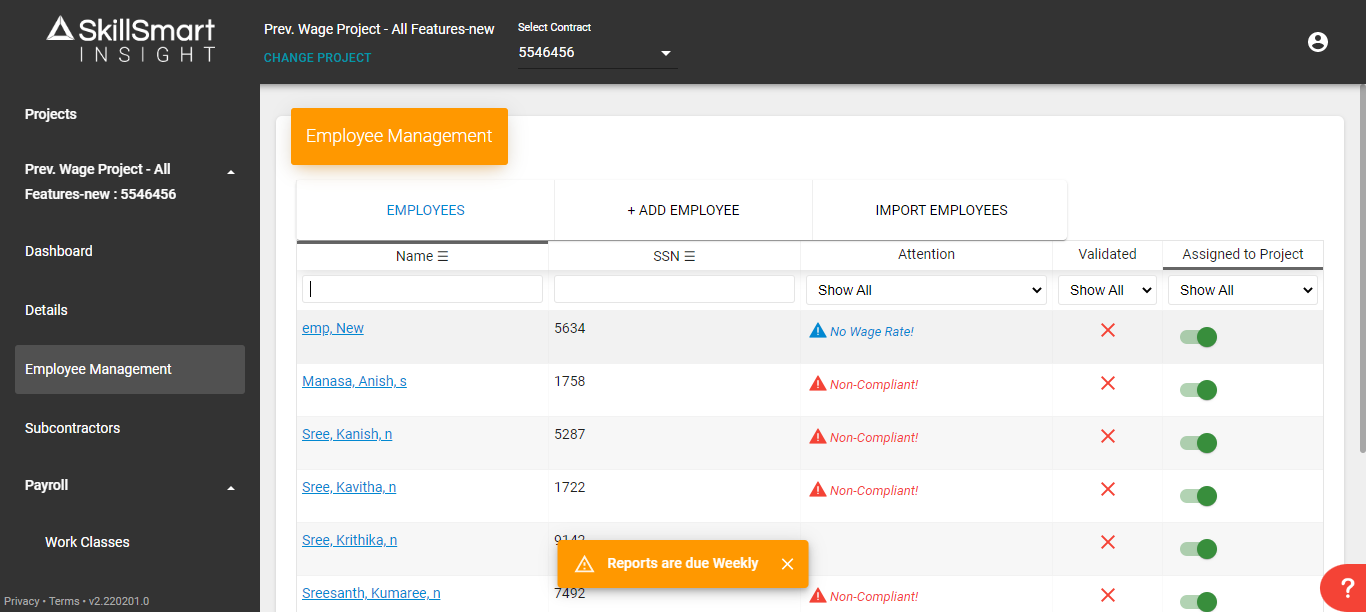 SkillSmart
INSIGHT
Prev. Wage Project - All Features-new
CHANGE PROJECT
Select Contract
5546456
Projects
Prev. Wage Project - All
Features-new : 5546456
Dashboard
Details
Employee Management
Subcontractors
Payroll
Work Classes
Privacy • Terms • v2.220201.0
Employee Management
EMPLOYEES
+ ADD EMPLOYEE
IMPORT EMPLOYEES
Name ☰ SSN ☰ Attention Validated Assigned to Project
Show All Show All Show All
emp, New 5634 No Wage Rate!
Manasa, Anish, s 1758 Non-Compliant!
Sree, Kanish, n 5287 Non-Compliant!
Sree, Kavitha, n 1722 Non-Compliant!
Sree, Krithika, n
Reports are due Weekly
Sreesanth, Kumaree, n 7492 Non-Compliant!
?